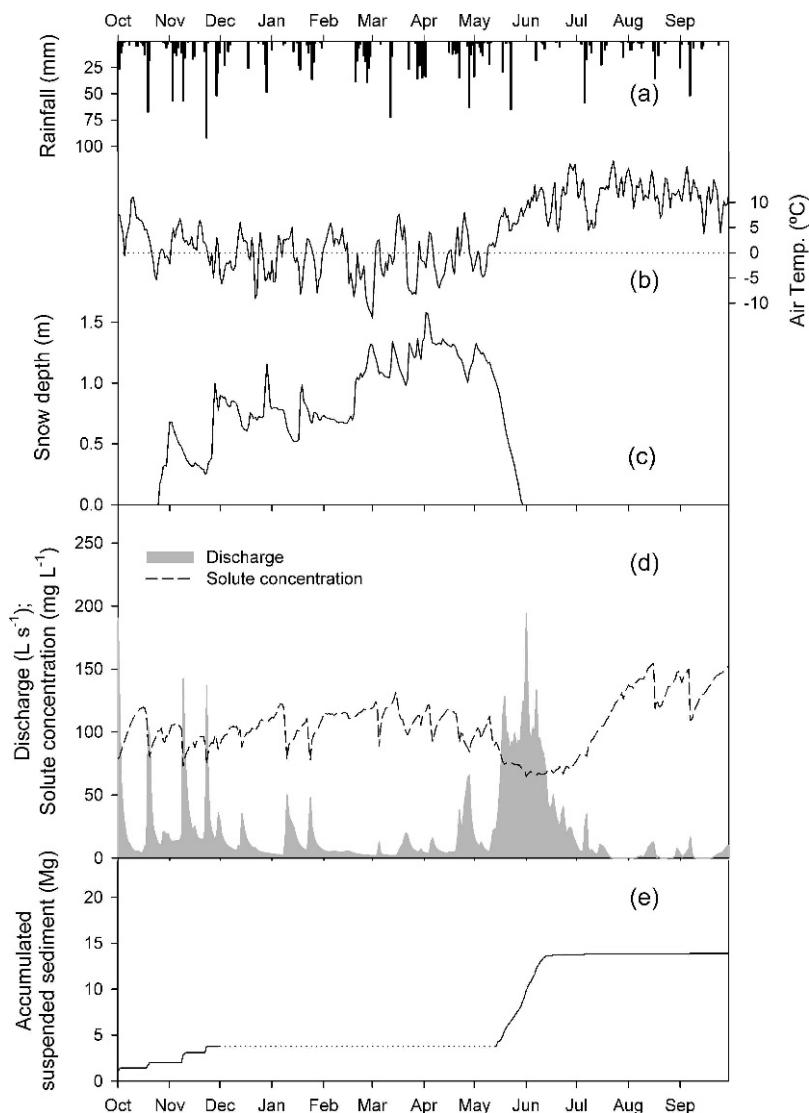 Oct Nov Dec Jan Feb Mar Apr May Jun Jul Aug Sep
Rainfall (mm)
25
50
75
100
(a)
10
5
0
-5
-10
Air Temp. (ºC)
(b)
Snow depth (m)
1.5
1.0
0.5
0.0
(c)
Discharge (L s⁻¹);
Solute concentration (mg L⁻¹)
250
200
150
100
50
0
Discharge
Solute concentration
(d)
Accumulated
suspended sediment (Mg)
20
15
10
5
0
(e)
Oct Nov Dec Jan Feb Mar Apr May Jun Jul Aug Sep